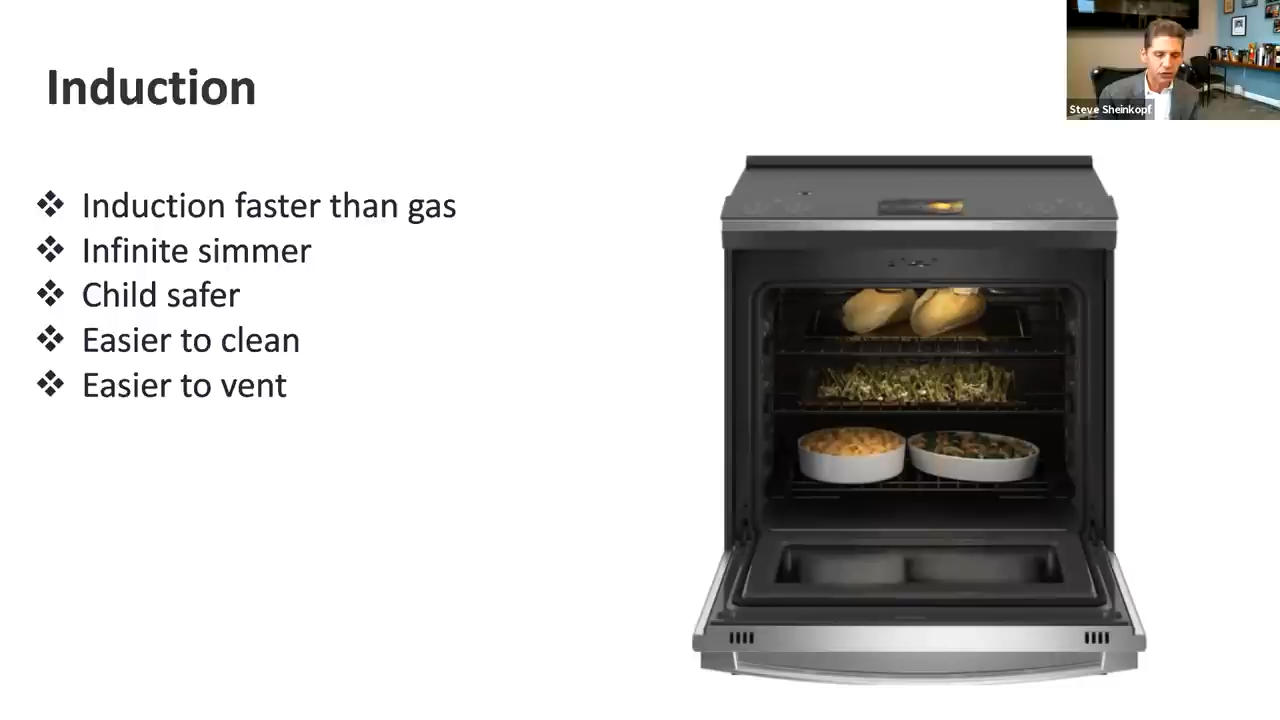 Induction
Steve Sheinkopf
❖ Induction faster than gas
❖ Infinite simmer
❖ Child safer
❖ Easier to clean
❖ Easier to vent